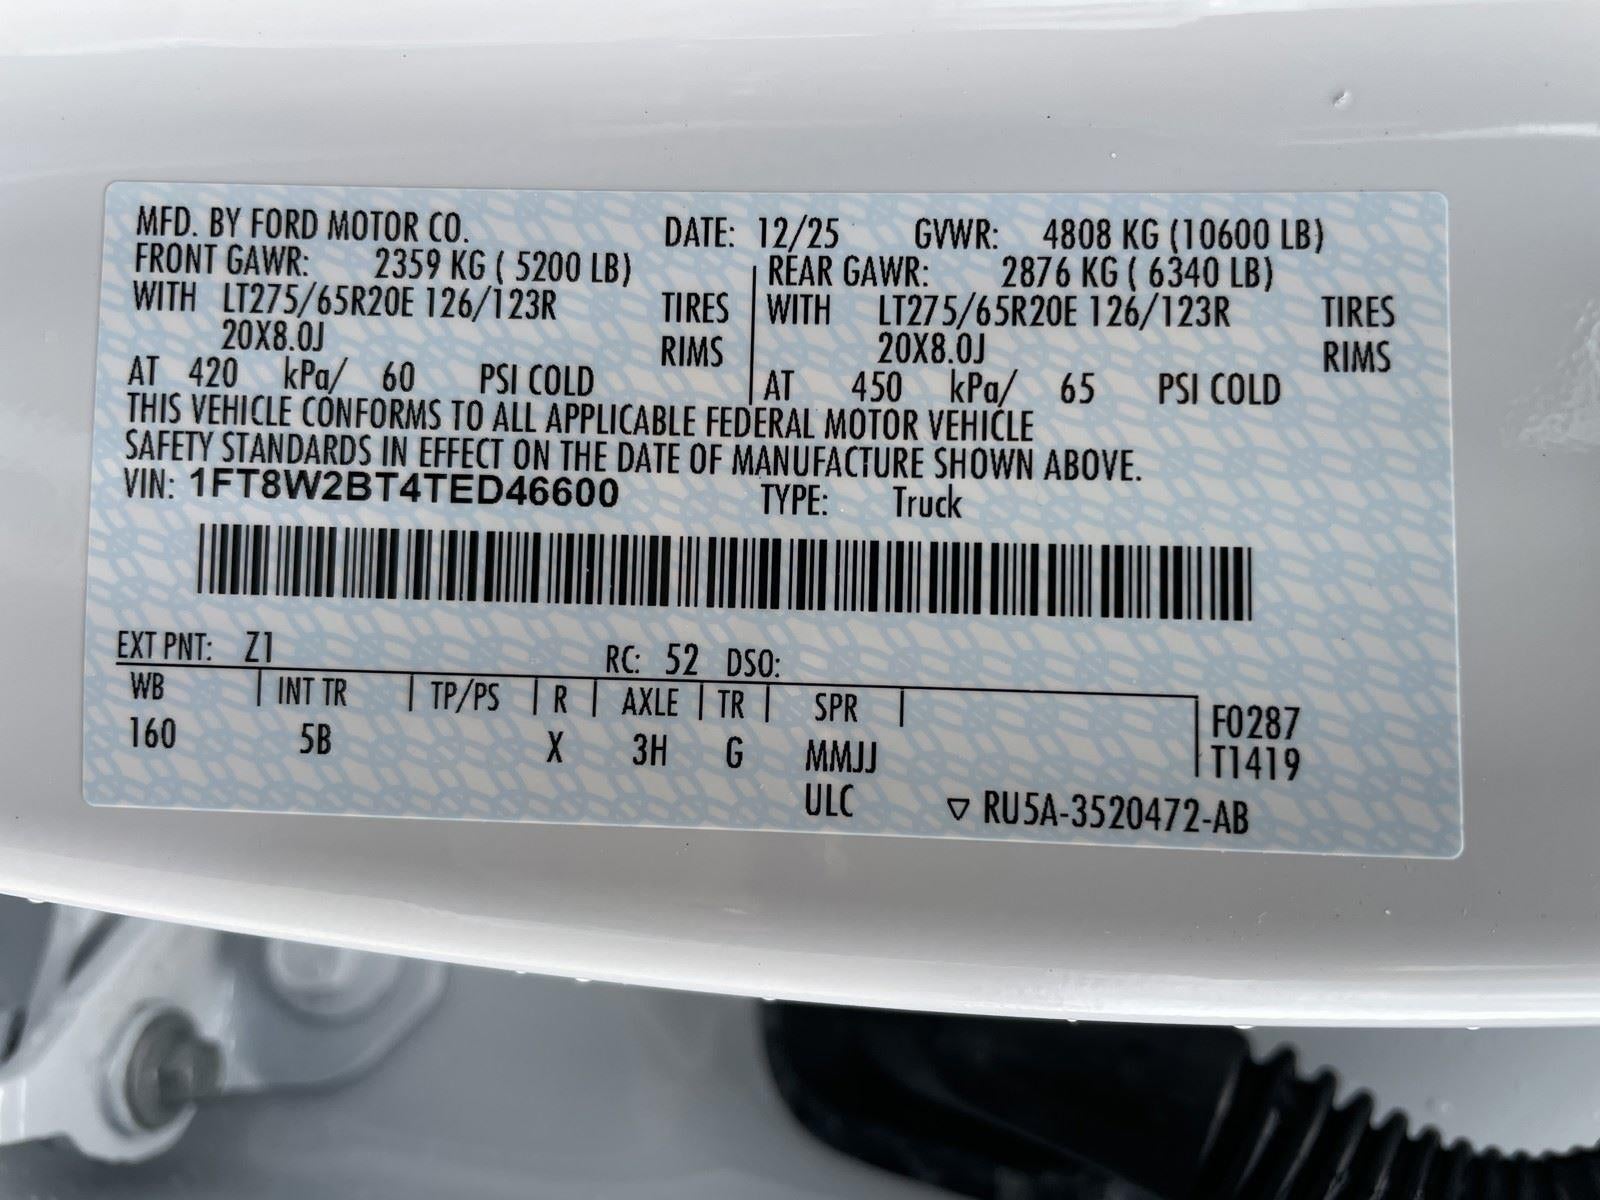 MFD. BY FORD MOTOR CO. DATE: 12/25 GVWR: 4808 KG (10600 LB)
FRONT GAWR: 2359 KG ( 5200 LB) REAR GAWR: 2876 KG ( 6340 LB)
WITH LT275/65R20E 126/123R TIRES WITH LT275/65R20E 126/123R TIRES
20X8.0J RIMS 20X8.0J RIMS
AT 420 kPa/ 60 PSI COLD AT 450 kPa/ 65 PSI COLD
THIS VEHICLE CONFORMS TO ALL APPLICABLE FEDERAL MOTOR VEHICLE
SAFETY STANDARDS IN EFFECT ON THE DATE OF MANUFACTURE SHOWN ABOVE.
VIN: 1FT8W2BT4TED46600 TYPE: Truck
EXT PNT: Z1 RC: 52 DSO:
WB | INT TR | TP/PS | R | AXLE | TR | SPR | F0287
160 5B X 3H G MMJJ T1419
ULC ▽ RU5A-3520472-AB